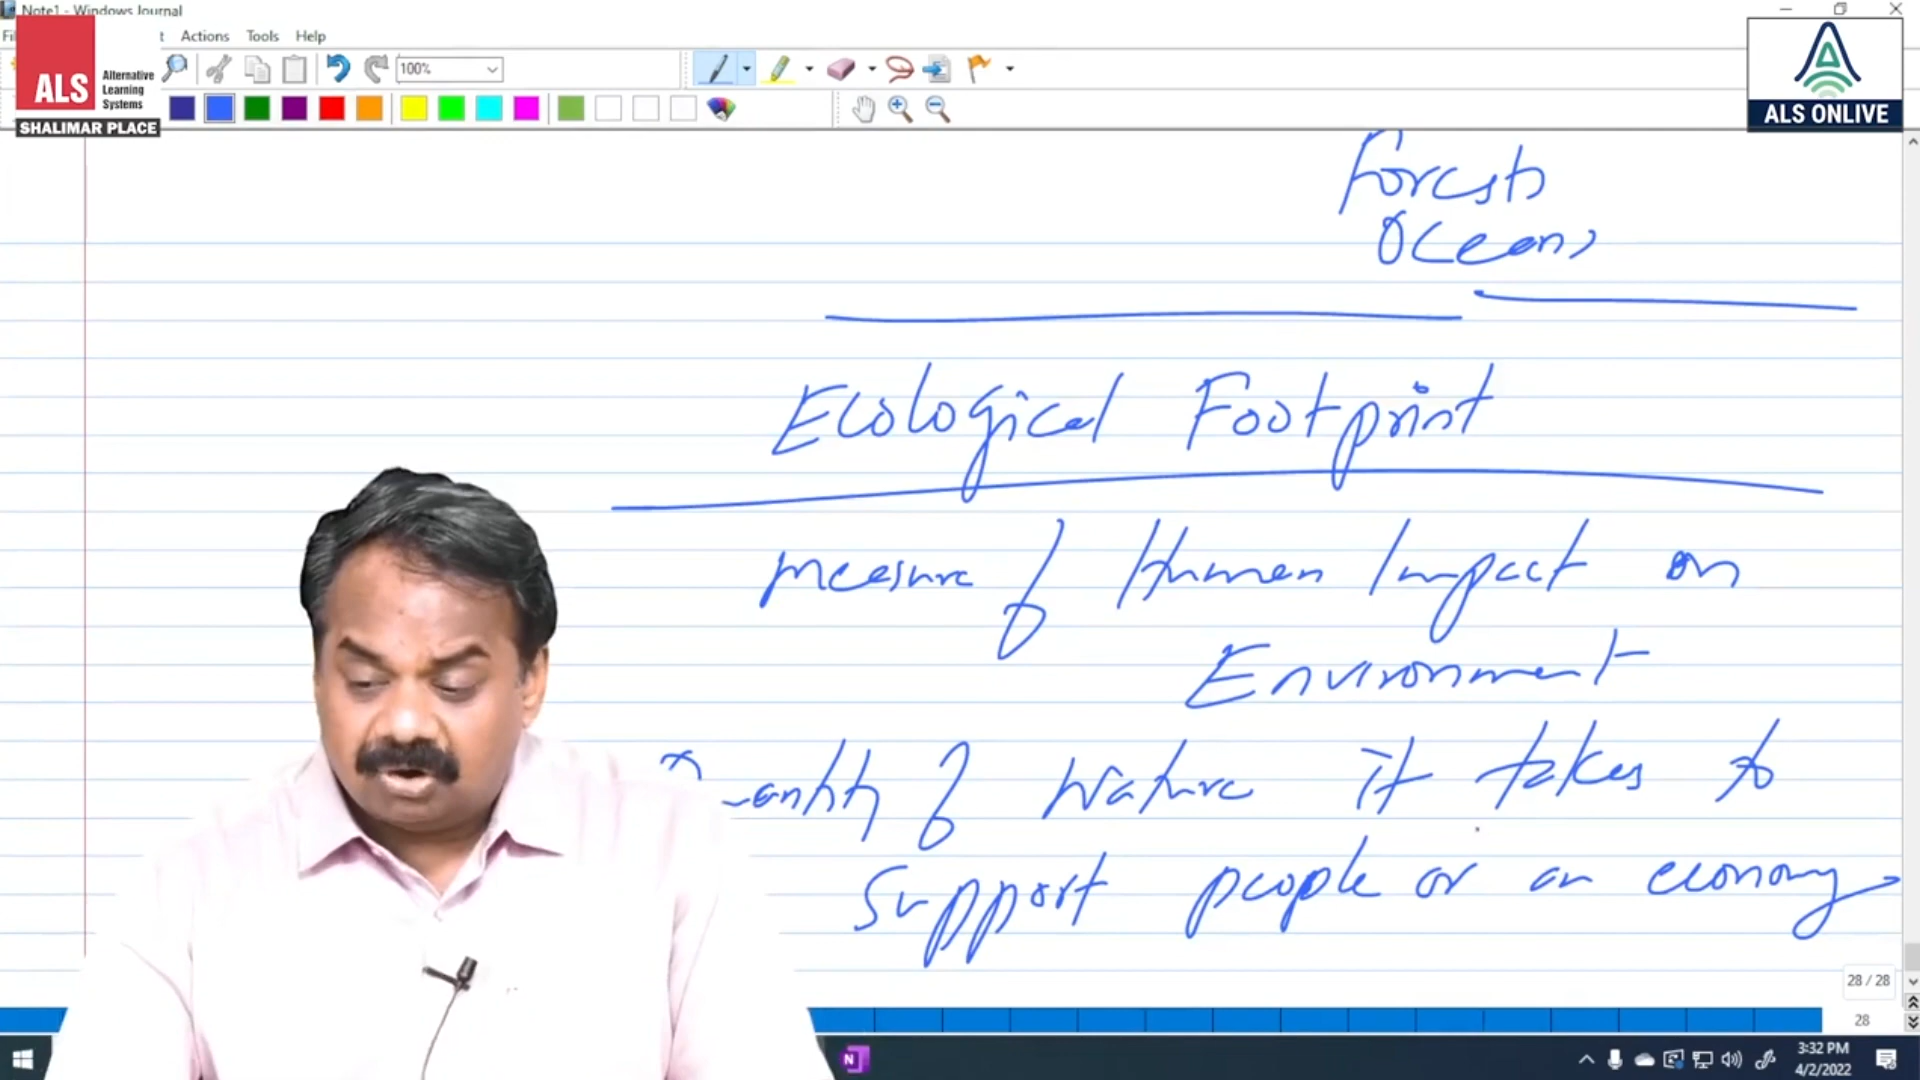 Note1 - Windows Journal
Actions Tools Help
ALS Alternative Learning Systems
SHALIMAR PLACE
100%
ALS ONLIVE
Forests
Oceans
Ecological Footprint
Measure of Human Impact on
Environment
of Nature it takes to
support people or an economy
28 / 28
28
N
3:32 PM
4/2/2022